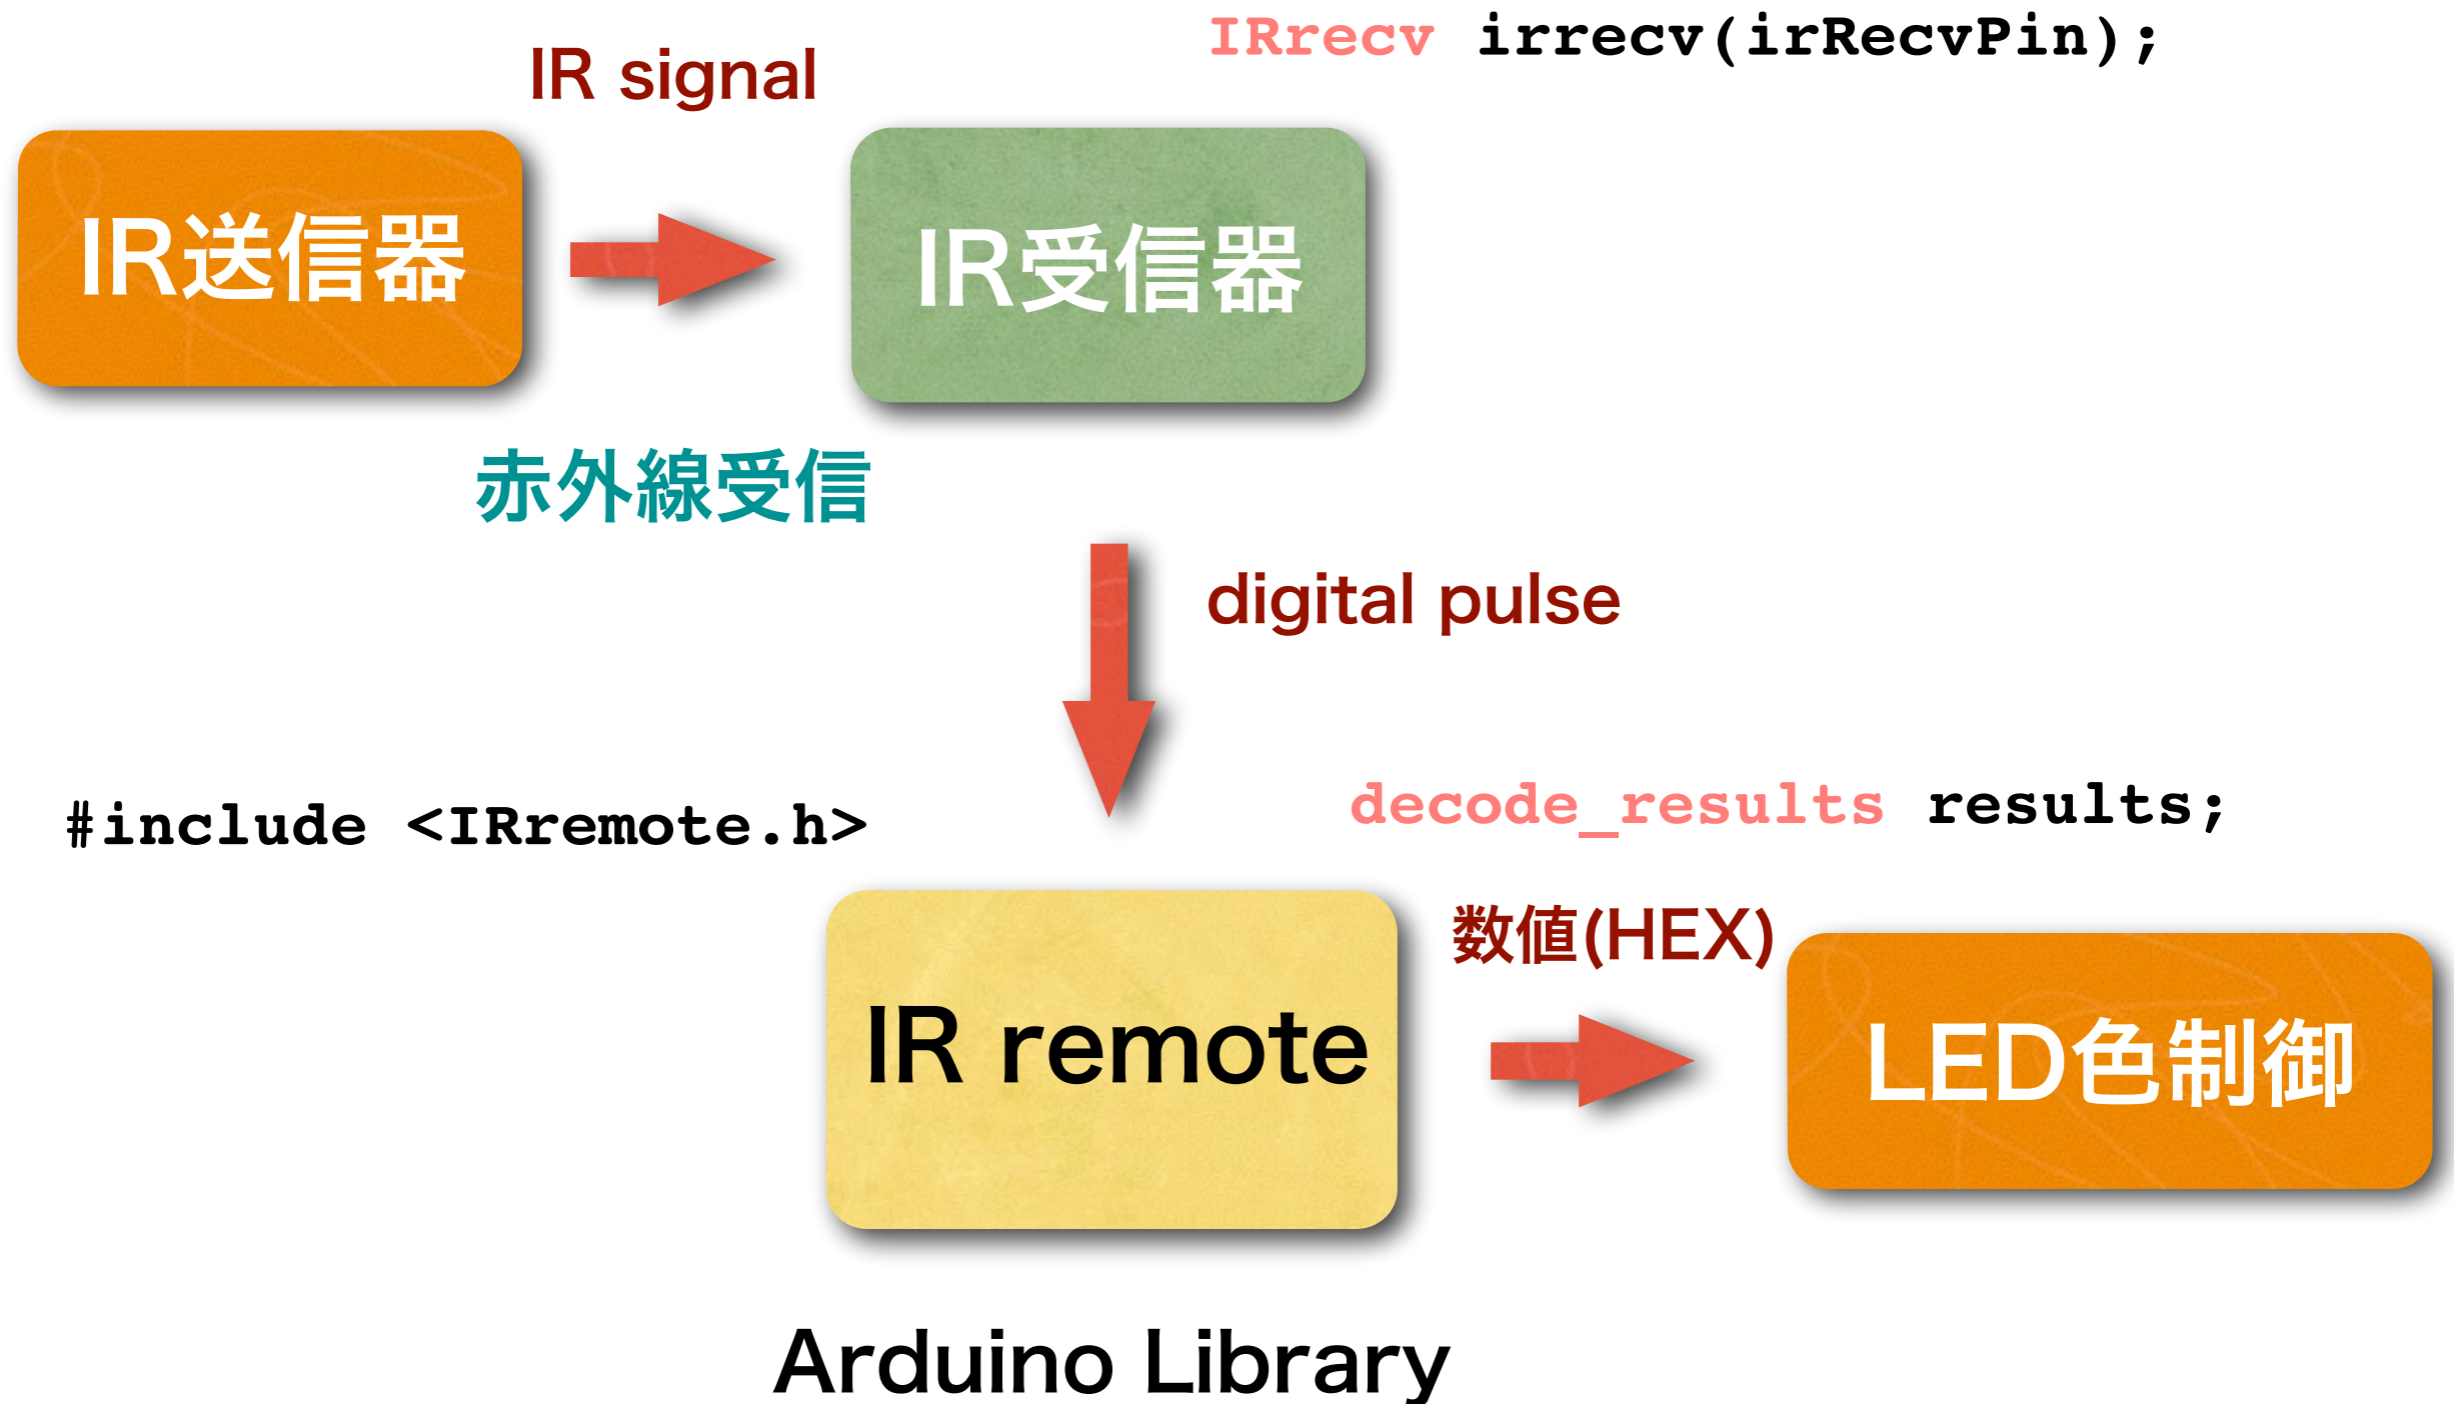 IRrecv irrecv(irRecvPin);
IR signal
IR送信器
IR受信器
赤外線受信
digital pulse
#include <IRremote.h>
decode_results results;
数値(HEX)
IR remote
LED色制御
Arduino Library